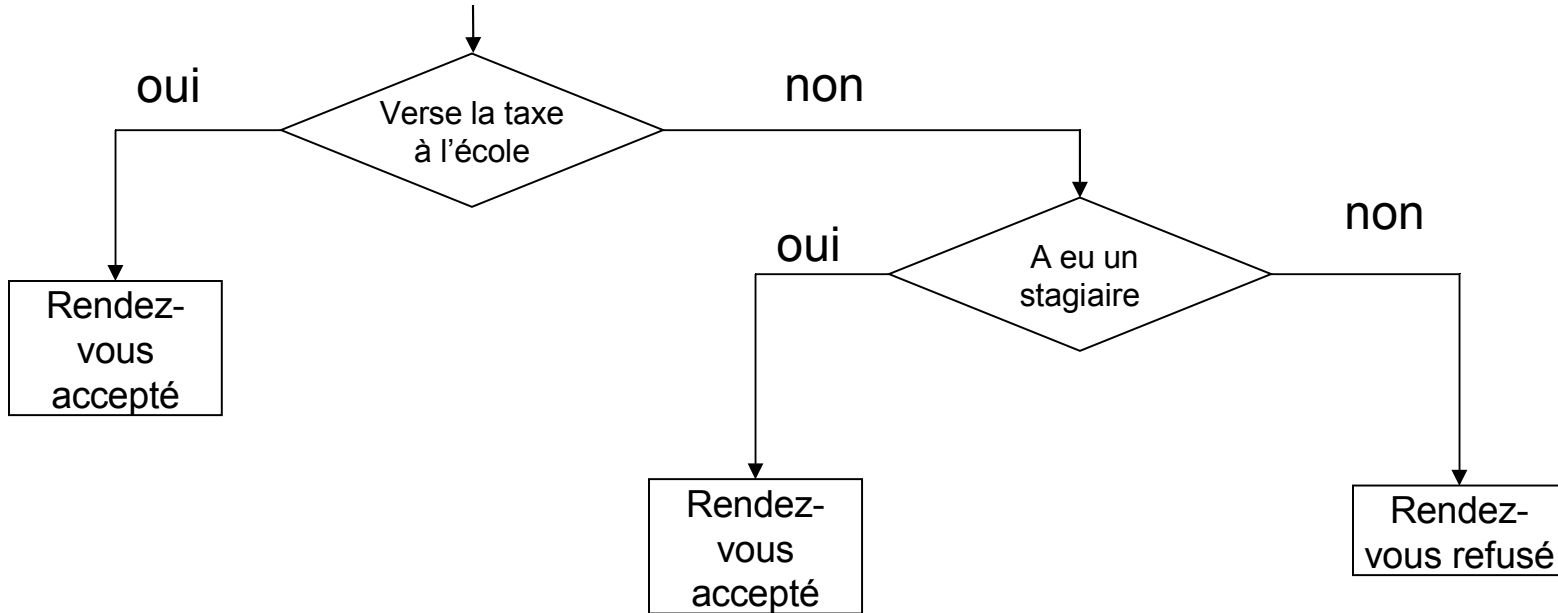 oui
non
Verse la taxe
à l’école
oui
non
A eu un
stagiaire
Rendez-
vous
accepté
Rendez-
vous
accepté
Rendez-
vous refusé